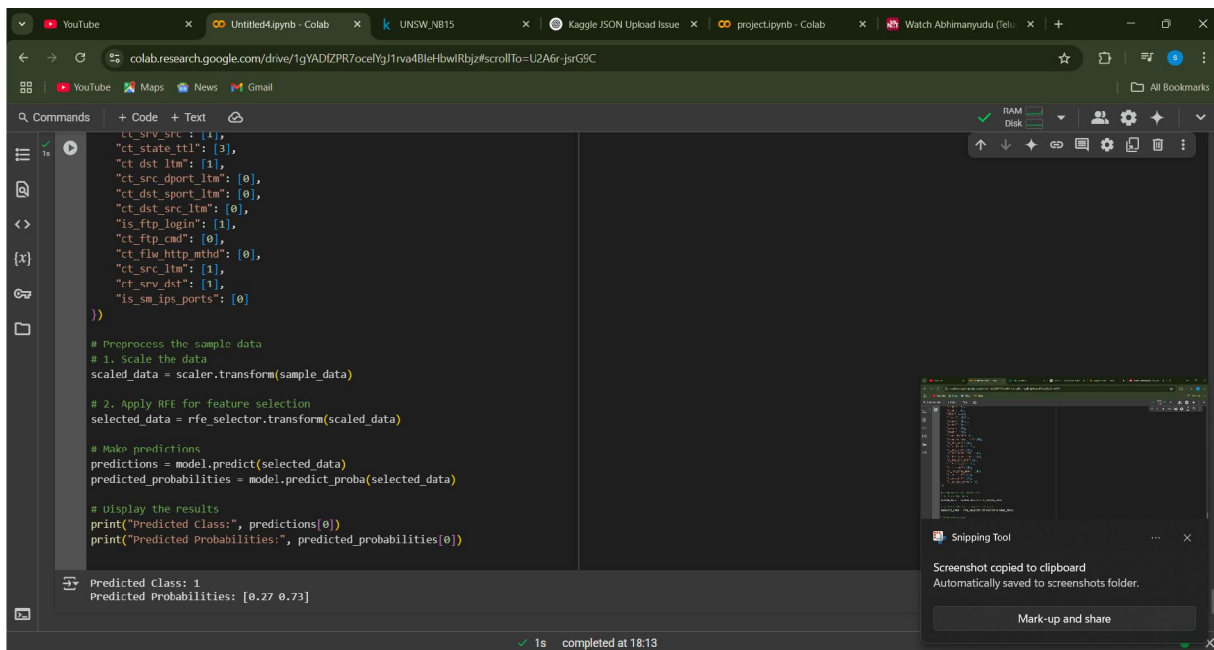 YouTube
Untitled4.ipynb - Colab
UNSW_NB15
Kaggle JSON Upload Issue
project.ipynb - Colab
Watch Abhimanyudu (Telu
colab.research.google.com/drive/1gYADfZPR7ocelYgJ1rva4BleHbwIRbjz#scrollTo=U2A6r-jsrG9C
YouTube Maps News Gmail
All Bookmarks
Commands + Code + Text
RAM
Disk
1s
"ct_srv_src": [1],
"ct_state_ttl": [3],
"ct_dst_ltm": [1],
"ct_src_dport_ltm": [0],
"ct_dst_sport_ltm": [0],
"ct_dst_src_ltm": [0],
"is_ftp_login": [1],
"ct_ftp_cmd": [0],
"ct_flw_http_mthd": [0],
"ct_src_ltm": [1],
"ct_srv_dst": [1],
"is_sm_ips_ports": [0]
})
# Preprocess the sample data
# 1. Scale the data
scaled_data = scaler.transform(sample_data)
# 2. Apply RFE for feature selection
selected_data = rfe_selector.transform(scaled_data)
# Make predictions
predictions = model.predict(selected_data)
predicted_probabilities = model.predict_proba(selected_data)
# Display the results
print("Predicted Class:", predictions[0])
print("Predicted Probabilities:", predicted_probabilities[0])
Predicted Class: 1
Predicted Probabilities: [0.27 0.73]
Snipping Tool
Screenshot copied to clipboard
Automatically saved to screenshots folder.
Mark-up and share
1s completed at 18:13